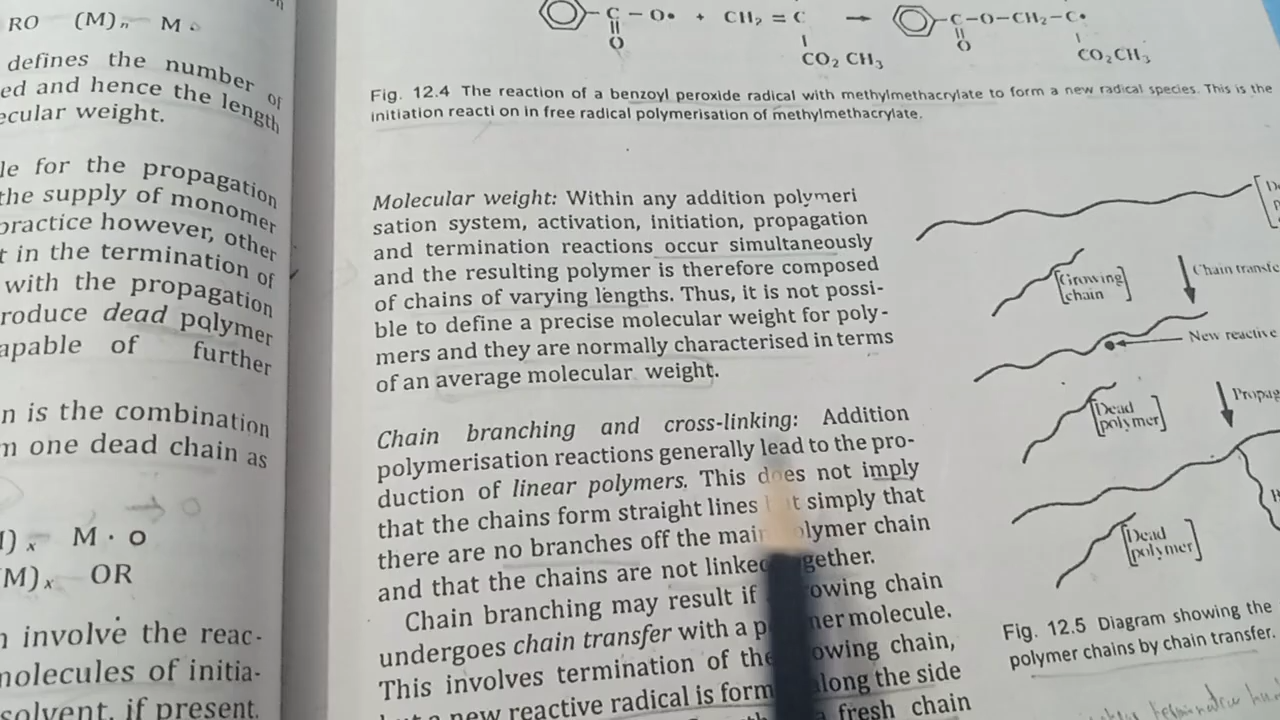 RO (M)n M
defines the number of
ed and hence the length
ecular weight.
le for the propagation
the supply of monomer
practice however, other
t in the termination of
with the propagation
roduce dead polymer
apable of further
n is the combination
m one dead chain as
)x M · o
M)x OR
n involve the reac-
nolecules of initia-
solvent, if present.
C – O• + CH2 = C → C–O–CH2–C•
O O
CO2 CH3 CO2CH3
Fig. 12.4 The reaction of a benzoyl peroxide radical with methylmethacrylate to form a new radical species. This is the
initiation reacti on in free radical polymerisation of methylmethacrylate.
Molecular weight: Within any addition polymeri
sation system, activation, initiation, propagation
and termination reactions occur simultaneously
and the resulting polymer is therefore composed
of chains of varying lengths. Thus, it is not possi-
ble to define a precise molecular weight for poly-
mers and they are normally characterised in terms
of an average molecular weight.
Chain branching and cross-linking: Addition
polymerisation reactions generally lead to the pro-
duction of linear polymers. This does not imply
that the chains form straight lines simply that
there are no branches off the main polymer chain
and that the chains are not linked together.
Chain branching may result if growing chain
undergoes chain transfer with a molecule.
This involves termination of the growing chain,
new reactive radical is form along the side
fresh chain
Growing
chain
Chain transfe
New reactive
Dead
polymer
Propag
Dead
polymer
Fig. 12.5 Diagram showing the
polymer chains by chain transfer.